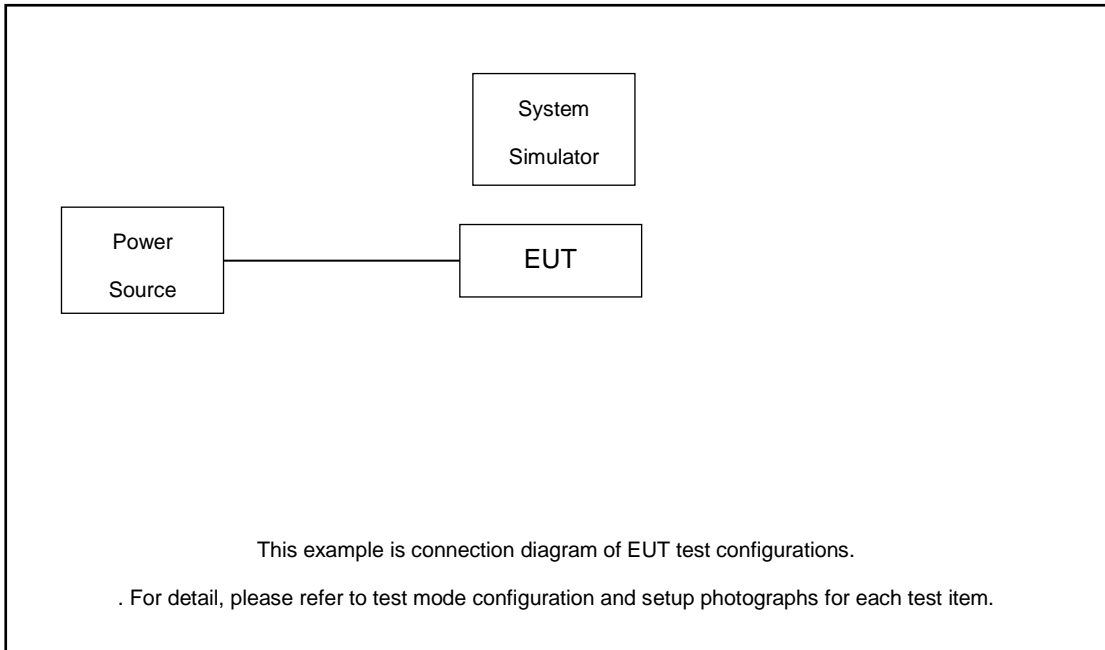 System
Simulator
Power
Source
EUT
This example is connection diagram of EUT test configurations.
. For detail, please refer to test mode configuration and setup photographs for each test item.